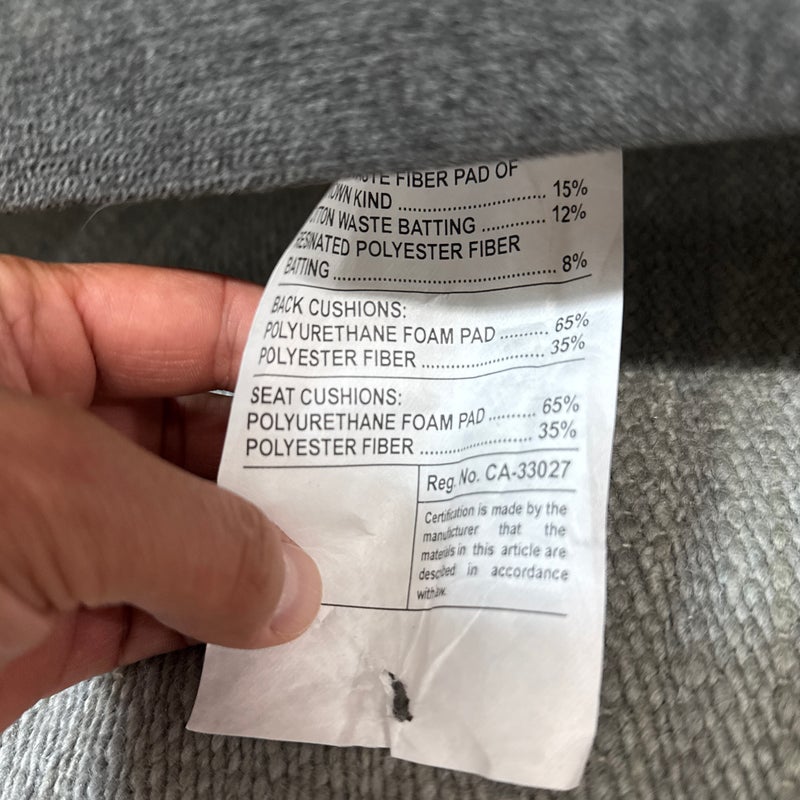 FIBER PAD OF
KIND ........................... 15%
WASTE BATTING ........... 12%
POLYESTER FIBER
BATTING ........................................ 8%
BACK CUSHIONS:
POLYURETHANE FOAM PAD .......... 65%
POLYESTER FIBER ...................... 35%
SEAT CUSHIONS:
POLYURETHANE FOAM PAD .......... 65%
POLYESTER FIBER ...................... 35%
Reg. No. CA-33027
Certification is made by the
manufacturer that the
materials in this article are
described in accordance